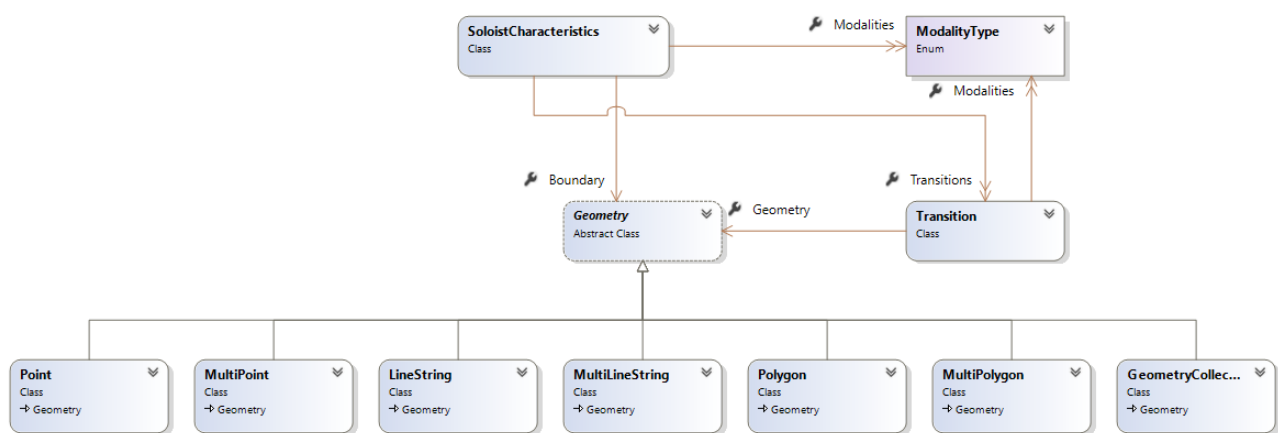 SoloistCharacteristics
Class
Modalities
ModalityType
Enum
Modalities
Boundary
Transitions
Geometry
Abstract Class
Geometry
Transition
Class
Point
Class
Geometry
MultiPoint
Class
Geometry
LineString
Class
Geometry
MultiLineString
Class
Geometry
Polygon
Class
Geometry
MultiPolygon
Class
Geometry
GeometryCollec...
Class
Geometry